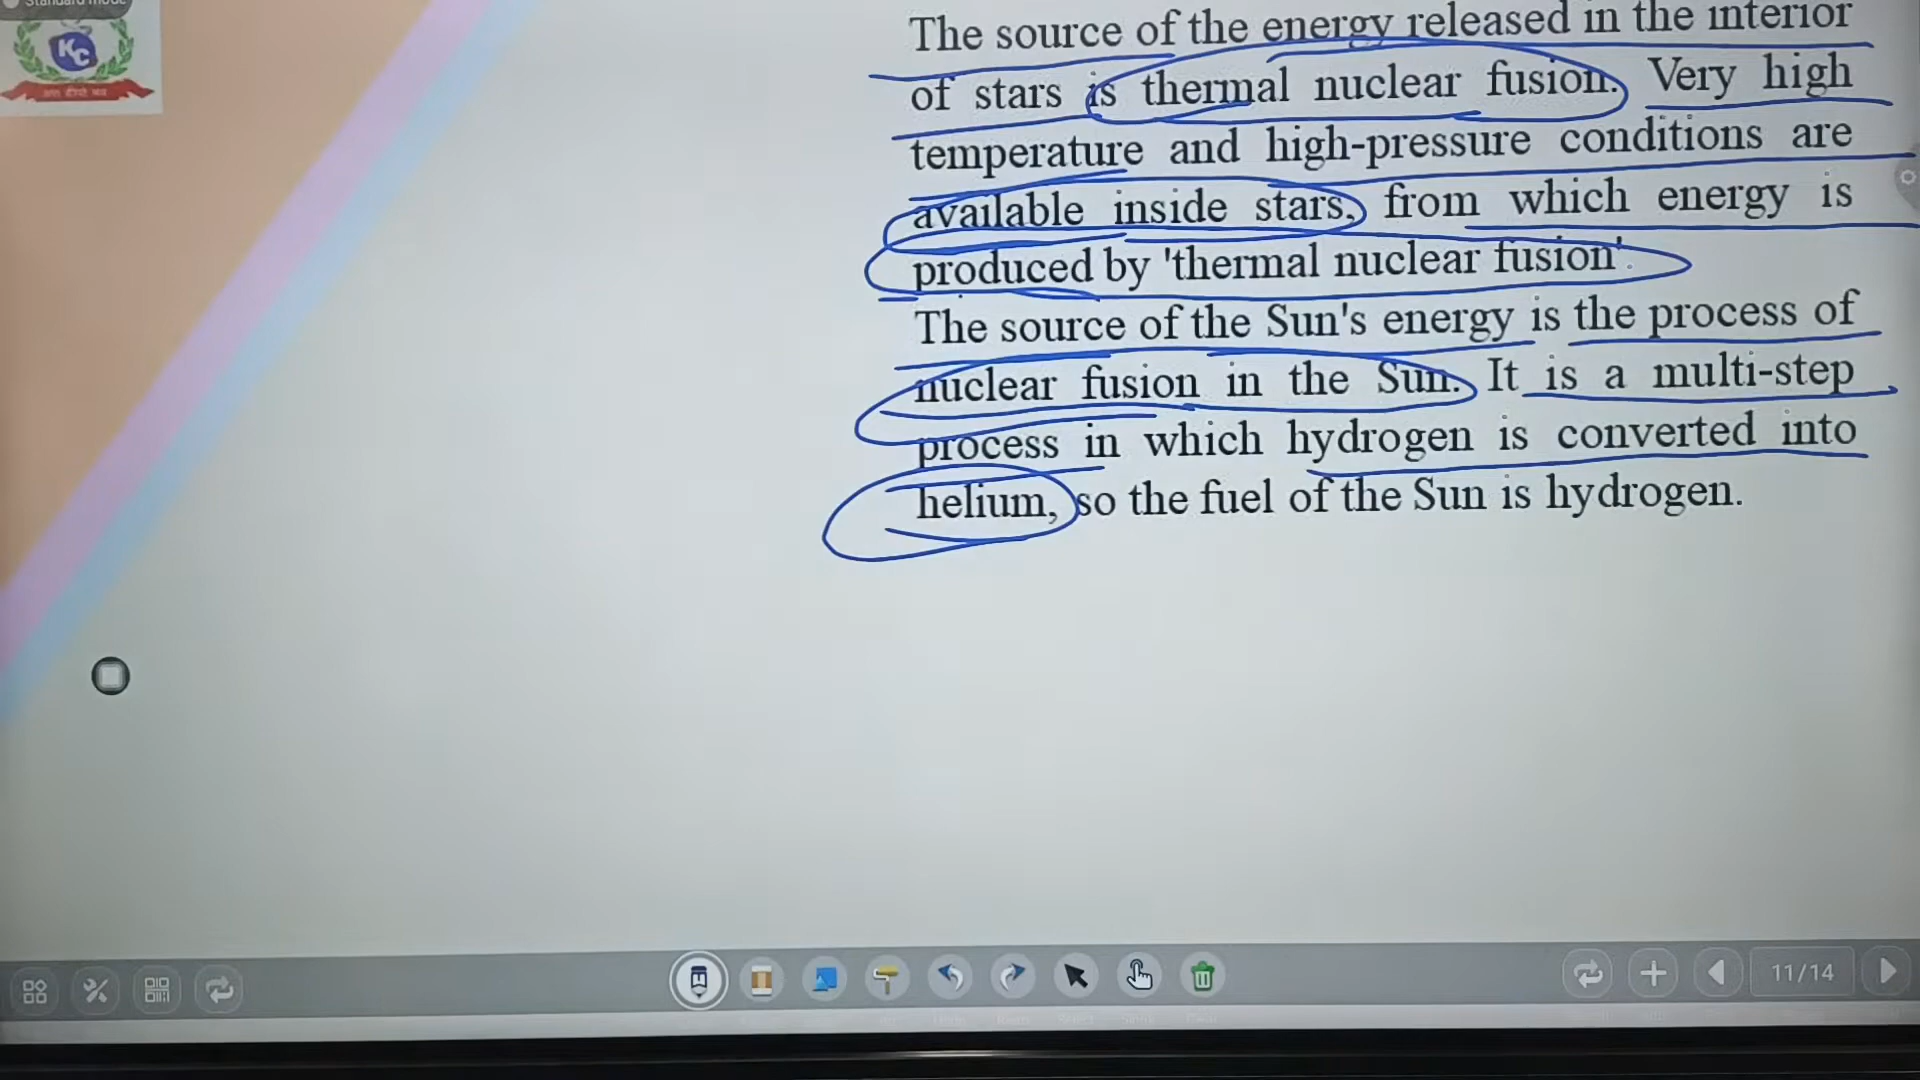 Standard mode
KC
The source of the energy released in the interior
of stars is thermal nuclear fusion. Very high
temperature and high-pressure conditions are
available inside stars, from which energy is
produced by 'thermal nuclear fusion'.
The source of the Sun's energy is the process of
nuclear fusion in the Sun. It is a multi-step
process in which hydrogen is converted into
helium, so the fuel of the Sun is hydrogen.
11/14